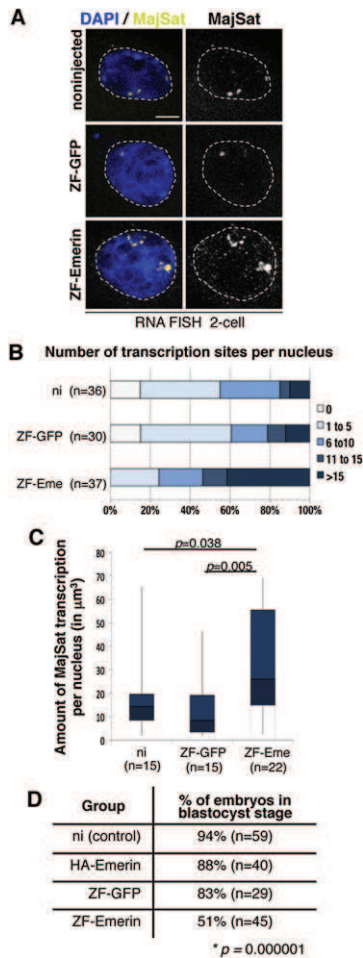 A
DAPI / MajSat MajSat
noninjected
ZF-GFP
ZF-Emerin
RNA FISH 2-cell
B
Number of transcription sites per nucleus
ni (n=36)
ZF-GFP (n=30)
ZF-Eme (n=37)
0
1 to 5
6 to10
11 to 15
>15
0% 20% 40% 60% 80% 100%
C
Amount of MajSat transcription
per nucleus (in µm³)
80
70
60
50
40
30
20
10
0
p=0.038
p=0.005
ni ZF-GFP ZF-Eme
(n=15) (n=15) (n=22)
D
Group % of embryos in
blastocyst stage
ni (control) 94% (n=59)
HA-Emerin 88% (n=40)
ZF-GFP 83% (n=29)
ZF-Emerin 51% (n=45)
* p = 0.000001